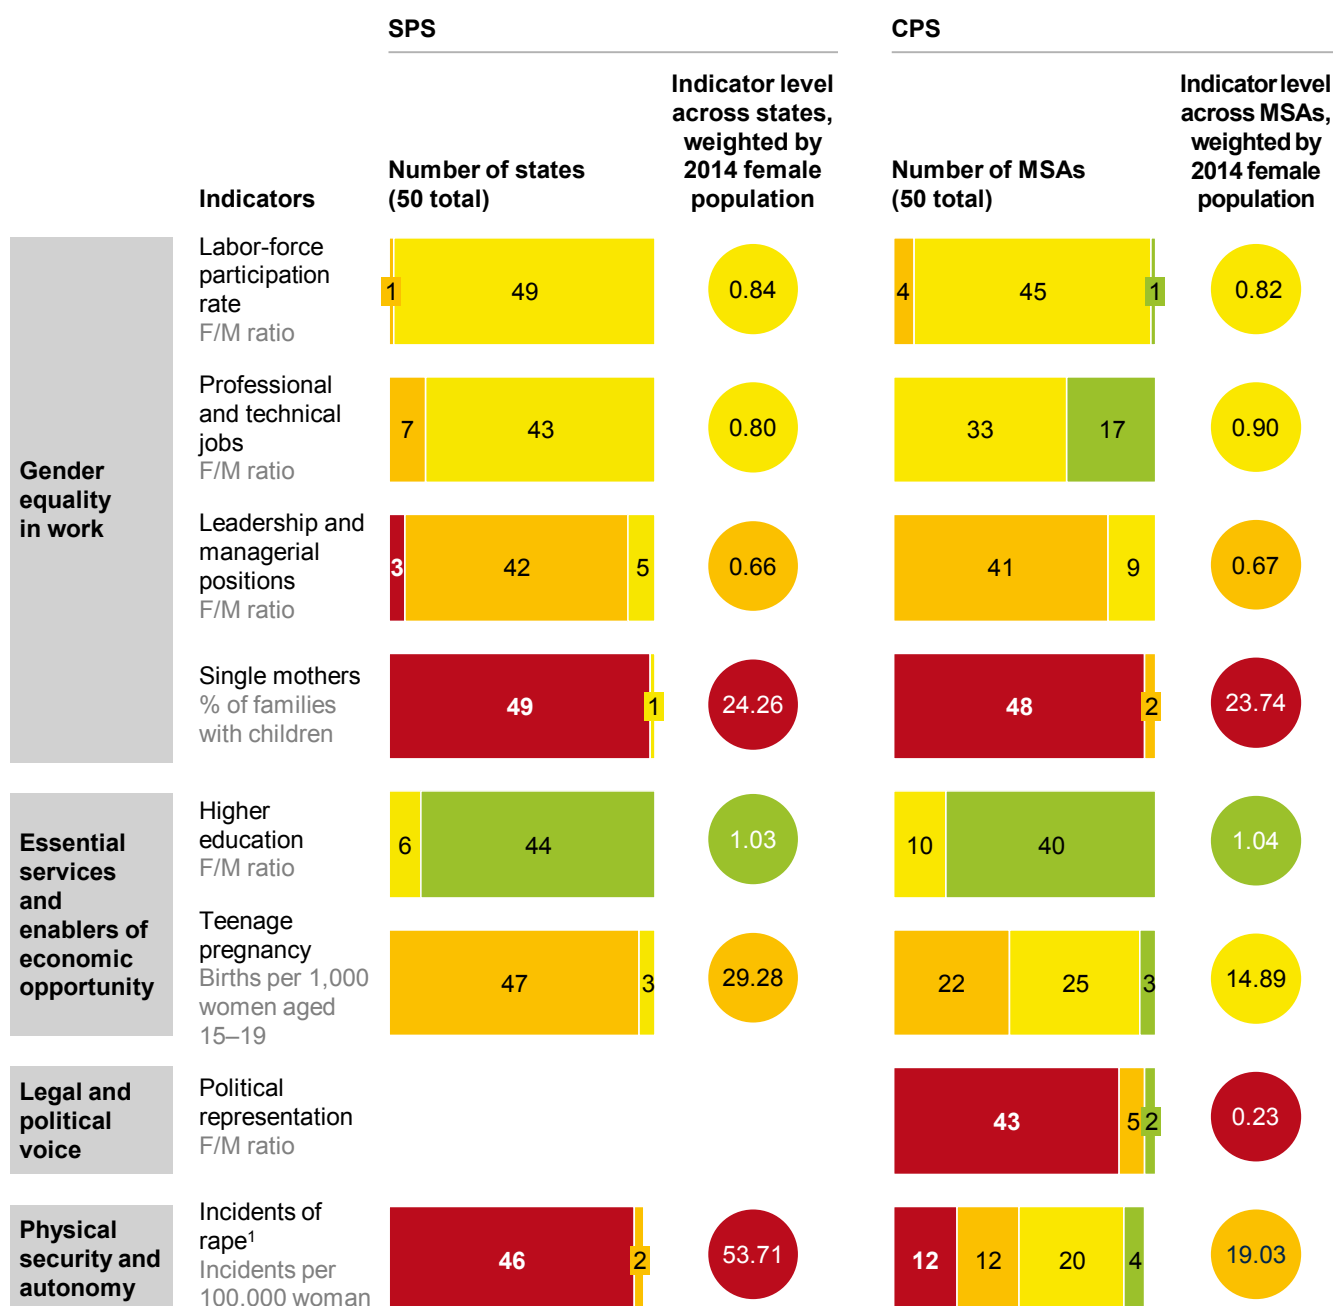 SPS
CPS
Indicators
Number of states
(50 total)
Indicator level
across states,
weighted by
2014 female
population
Number of MSAs
(50 total)
Indicator level
across MSAs,
weighted by
2014 female
population
Gender
equality
in work
Labor-force
participation
rate
F/M ratio
1
49
0.84
4
45
1
0.82
Professional
and technical
jobs
F/M ratio
7
43
0.80
33
17
0.90
Leadership and
managerial
positions
F/M ratio
3
42
5
0.66
41
9
0.67
Single mothers
% of families
with children
49
1
24.26
48
2
23.74
Essential
services
and
enablers of
economic
opportunity
Higher
education
F/M ratio
6
44
1.03
10
40
1.04
Teenage
pregnancy
Births per 1,000
women aged
15–19
47
3
29.28
22
25
3
14.89
Legal and
political
voice
Political
representation
F/M ratio
43
5
2
0.23
Physical
security and
autonomy
Incidents of
rape¹
Incidents per
100,000 woman
46
2
53.71
12
12
20
4
19.03